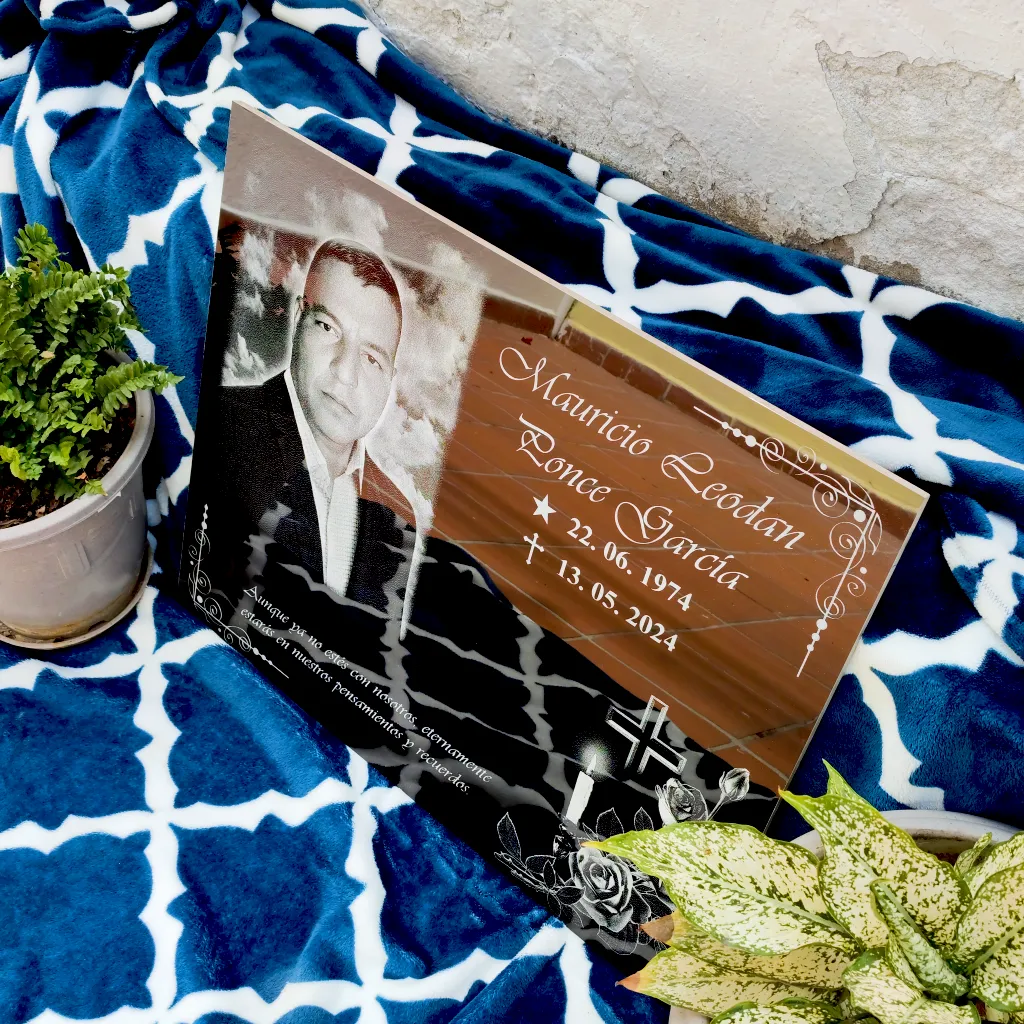 Mauricio Leodan
Ponce García
22. 06. 1974
13. 05. 2024
Aunque ya no estés con nosotros, eternamente
estarás en nuestros pensamientos y recuerdos.